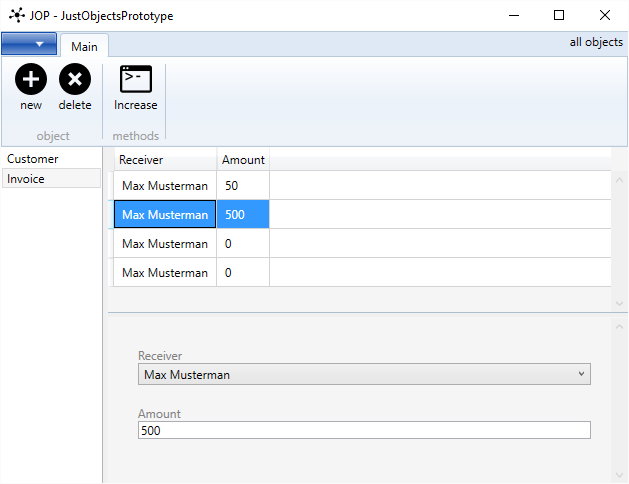 JOP - JustObjectsPrototype
Main
all objects
new
delete
Increase
object
methods
Customer
Invoice
Receiver Amount
Max Musterman 50
Max Musterman 500
Max Musterman 0
Max Musterman 0
Receiver
Max Musterman
Amount
500